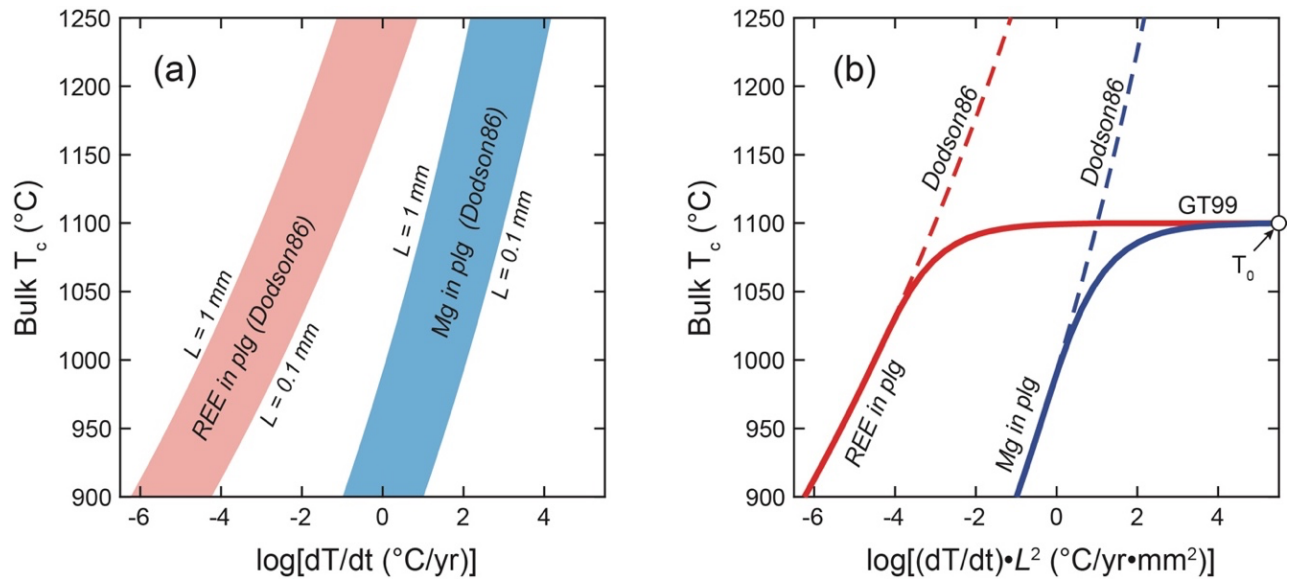 (a)
Bulk T_c (°C)
1250
1200
1150
1100
1050
1000
950
900
L = 1 mm
REE in plg (Dodson86)
L = 0.1 mm
L = 1 mm
Mg in plg (Dodson86)
L = 0.1 mm
-6
-4
-2
0
2
4
log[dT/dt (°C/yr)]
(b)
Bulk T_c (°C)
1250
1200
1150
1100
1050
1000
950
900
Dodson86
Dodson86
GT99
T_0
REE in plg
Mg in plg
-6
-4
-2
0
2
4
log[(dT/dt)•L² (°C/yr•mm²)]